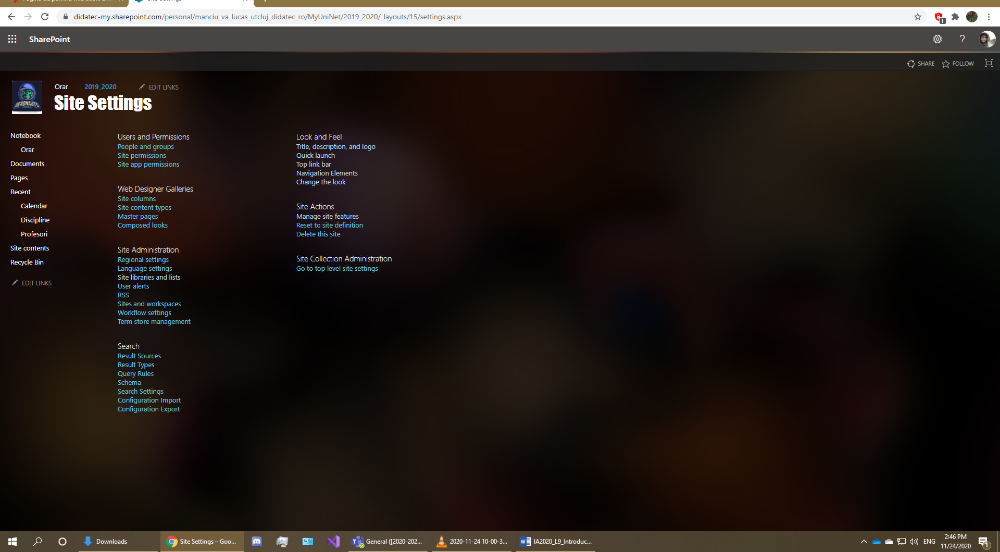 Site Settings
datatec-my.sharepoint.com/personal/manciu_va_lucas_utcluj_didatec_ro/MyUniNet/2019_2020/_layouts/15/settings.aspx
1
SharePoint
?
SHARE
FOLLOW
Orar
2019_2020
EDIT LINKS
DEADNAUTS
Site Settings
Notebook
Orar
Documents
Pages
Recent
Calendar
Discipline
Profesori
Site contents
Recycle Bin
EDIT LINKS
Users and Permissions
People and groups
Site permissions
Site app permissions
Web Designer Galleries
Site columns
Site content types
Master pages
Composed looks
Site Administration
Regional settings
Language settings
Site libraries and lists
User alerts
RSS
Sites and workspaces
Workflow settings
Term store management
Search
Result Sources
Result Types
Query Rules
Schema
Search Settings
Configuration Import
Configuration Export
Look and Feel
Title, description, and logo
Quick launch
Top link bar
Navigation Elements
Change the look
Site Actions
Manage site features
Reset to site definition
Delete this site
Site Collection Administration
Go to top level site settings
Downloads
Site Settings – Goo...
General ([2020-202...
2020-11-24 10-00-3...
IA2020_L9_Introduc...
ENG
2:46 PM
11/24/2020
1